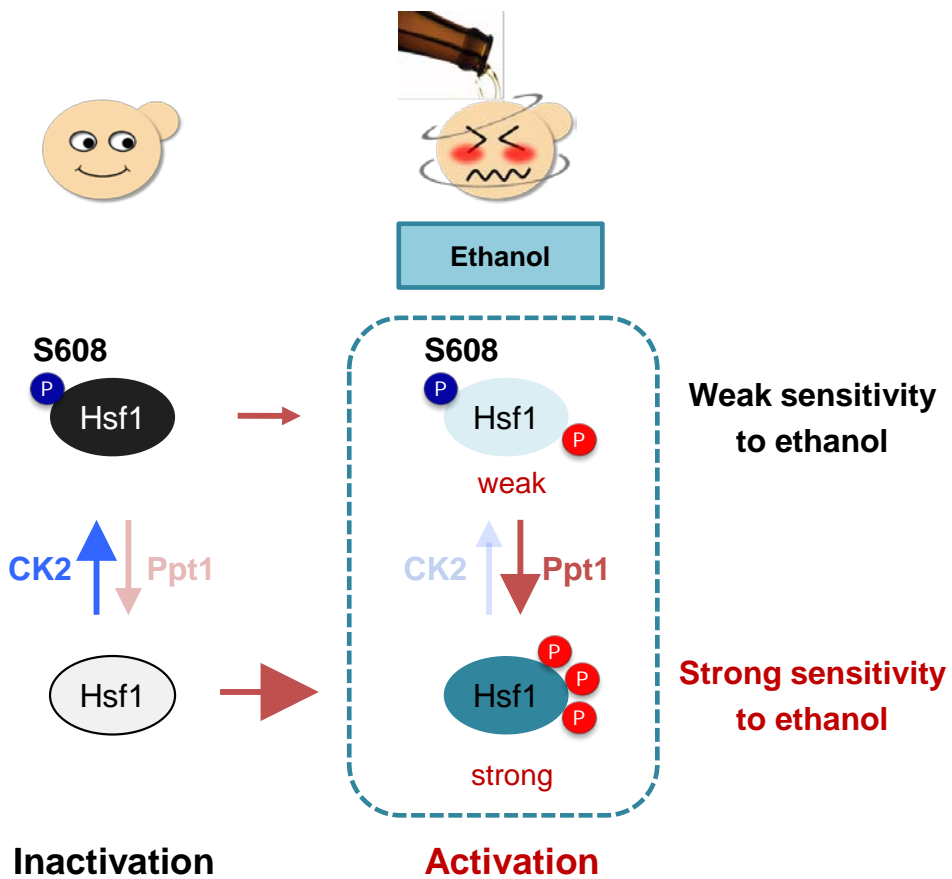 Ethanol
S608
P
Hsf1
S608
P
Hsf1
P
weak
Weak sensitivity
to ethanol
CK2
Ppt1
CK2
Ppt1
Hsf1
P
P
P
Hsf1
strong
Strong sensitivity
to ethanol
Inactivation
Activation